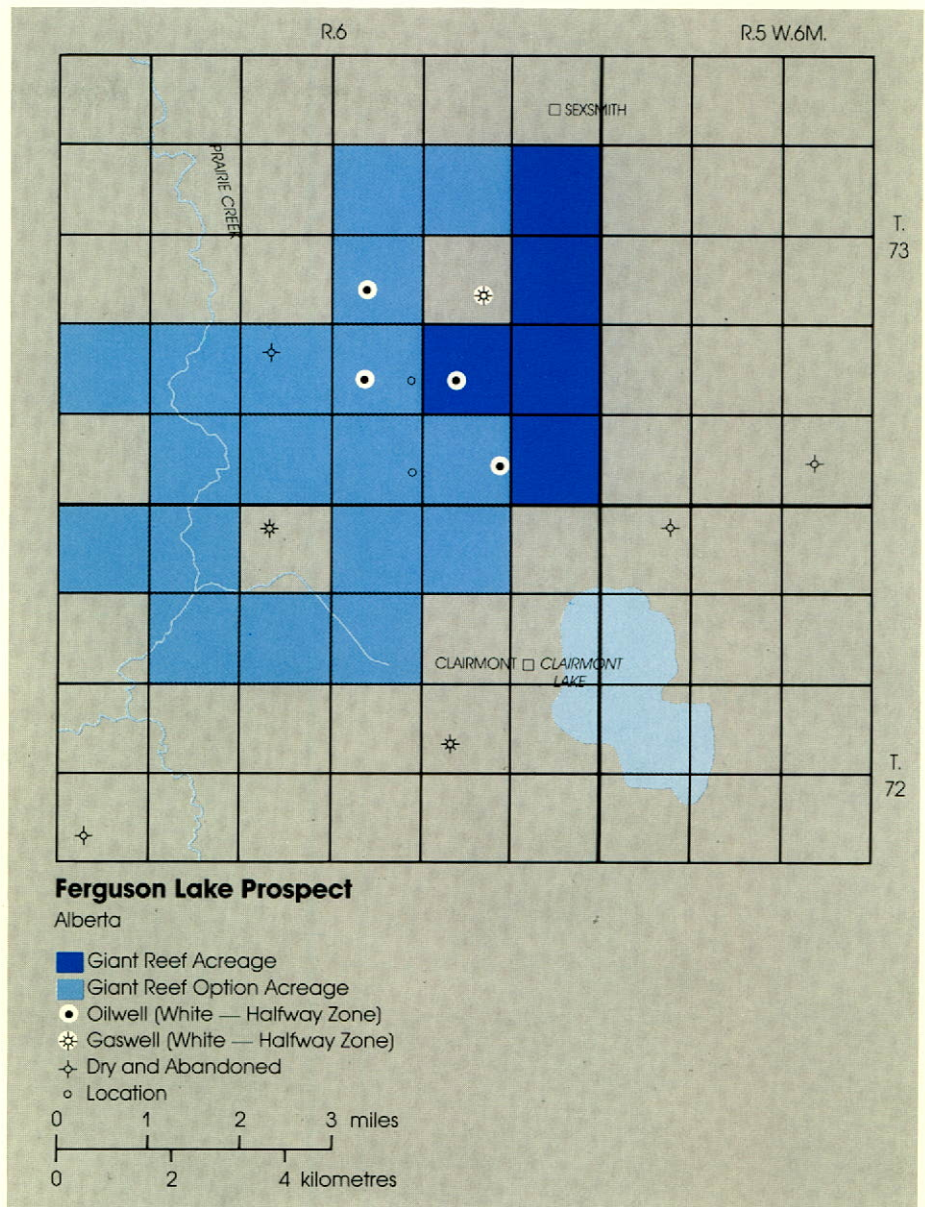 R.6
R.5 W.6M.
SEXSMITH
PRAIRIE CREEK
T.
73
CLAIRMONT
CLAIRMONT
LAKE
T.
72
Ferguson Lake Prospect
Alberta
Giant Reef Acreage
Giant Reef Option Acreage
Oilwell (White — Halfway Zone)
Gaswell (White — Halfway Zone)
Dry and Abandoned
Location
0 1 2 3 miles
0 2 4 kilometres